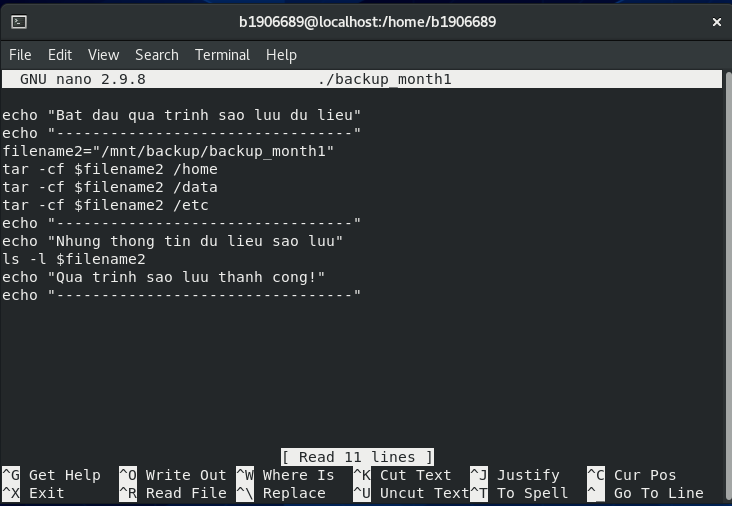 b1906689@localhost:/home/b1906689
File Edit View Search Terminal Help
GNU nano 2.9.8 ./backup_month1
echo "Bat dau qua trinh sao luu du lieu"
echo "---------------------------------"
filename2="/mnt/backup/backup_month1"
tar -cf $filename2 /home
tar -cf $filename2 /data
tar -cf $filename2 /etc
echo "---------------------------------"
echo "Nhung thong tin du lieu sao luu"
ls -l $filename2
echo "Qua trinh sao luu thanh cong!"
echo "---------------------------------"
[ Read 11 lines ]
^G Get Help ^O Write Out ^W Where Is ^K Cut Text ^J Justify ^C Cur Pos
^X Exit ^R Read File ^\ Replace ^U Uncut Text ^T To Spell ^_ Go To Line